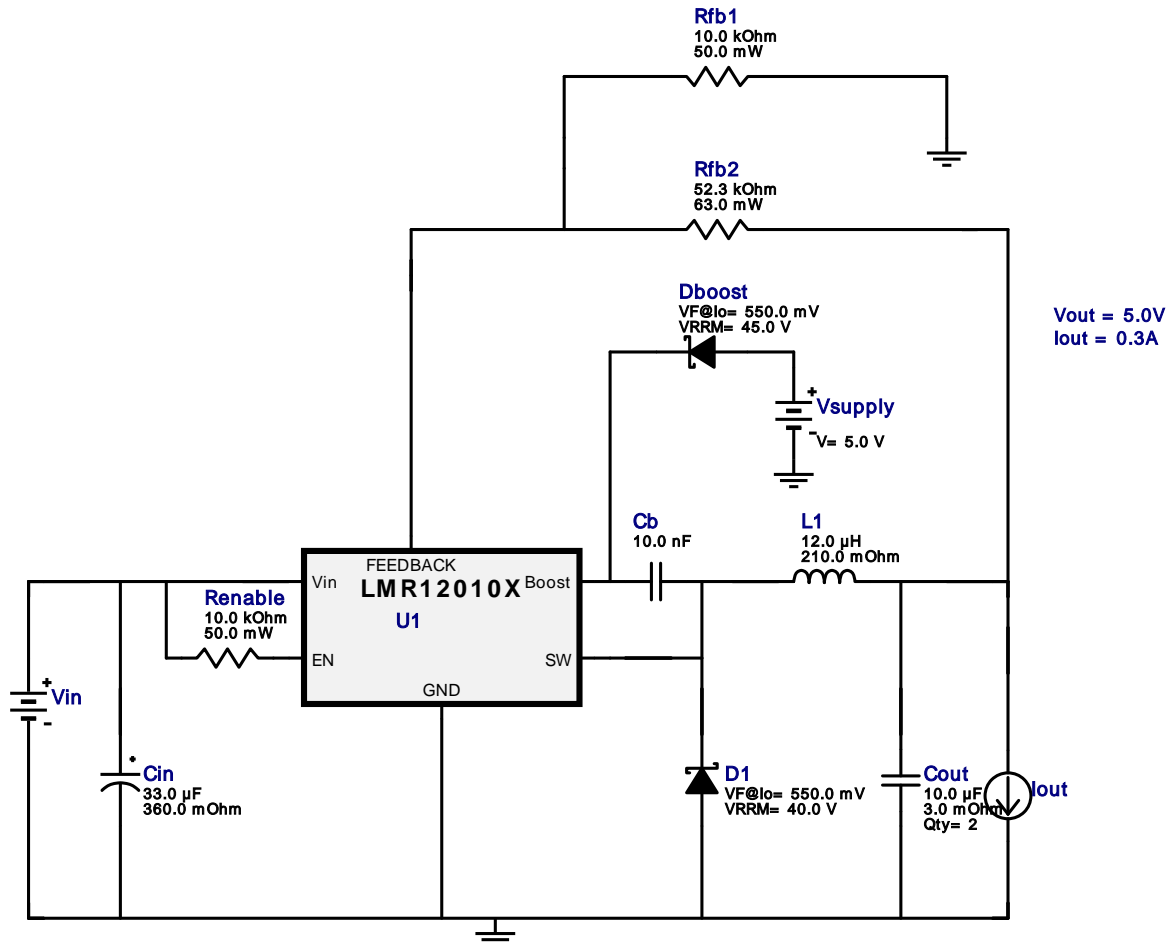 Rfb1
10.0 kOhm
50.0 mW
Rfb2
52.3 kOhm
63.0 mW
Dboost
VF@Io= 550.0 mV
VRRM= 45.0 V
Vout = 5.0V
Iout = 0.3A
+
Vsupply
-
V= 5.0 V
Cb
10.0 nF
L1
12.0 µH
210.0 mOhm
FEEDBACK
Vin
LMR12010X
Boost
U1
EN
SW
GND
Renable
10.0 kOhm
50.0 mW
+
Vin
-
+
Cin
33.0 µF
360.0 mOhm
D1
VF@Io= 550.0 mV
VRRM= 40.0 V
Cout
10.0 µF
3.0 mOhm
Qty= 2
Iout